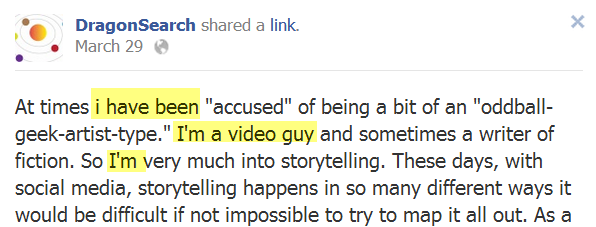 DragonSearch shared a link.
March 29
At times i have been "accused" of being a bit of an "oddball-
geek-artist-type." I'm a video guy and sometimes a writer of
fiction. So I'm very much into storytelling. These days, with
social media, storytelling happens in so many different ways it
would be difficult if not impossible to try to map it all out. As a